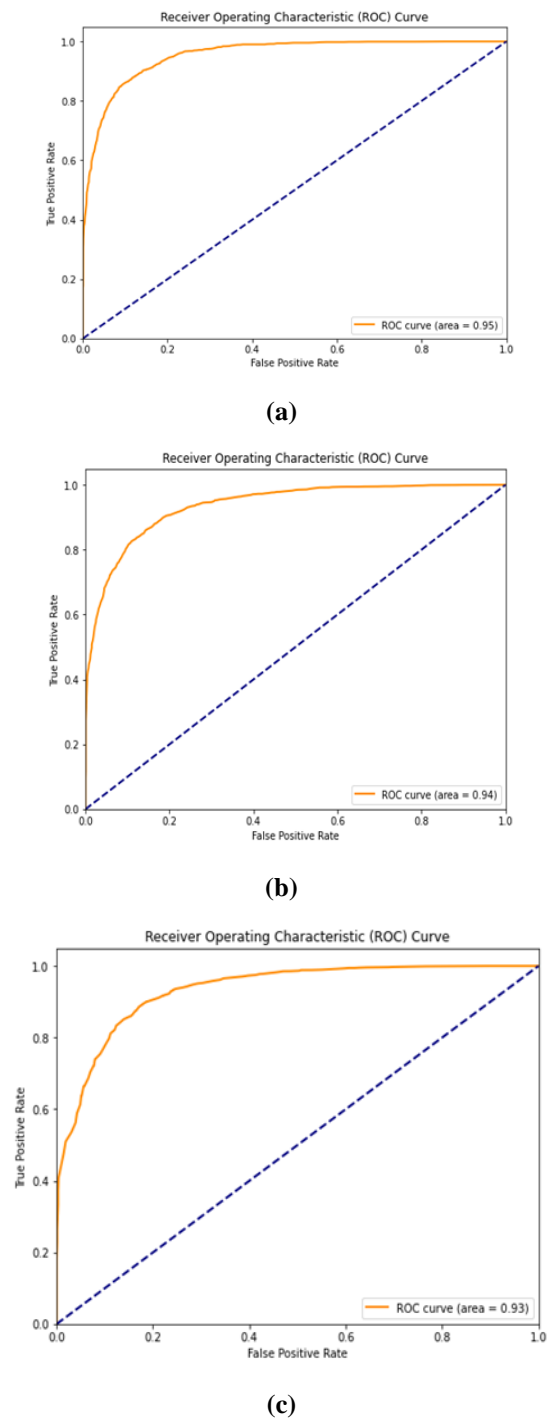 Receiver Operating Characteristic (ROC) Curve
1.0
0.8
0.6
0.4
0.2
0.0
True Positive Rate
ROC curve (area = 0.95)
0.0 0.2 0.4 0.6 0.8 1.0
False Positive Rate
(a)
Receiver Operating Characteristic (ROC) Curve
1.0
0.8
0.6
0.4
0.2
0.0
True Positive Rate
ROC curve (area = 0.94)
0.0 0.2 0.4 0.6 0.8 1.0
False Positive Rate
(b)
Receiver Operating Characteristic (ROC) Curve
1.0
0.8
0.6
0.4
0.2
0.0
True Positive Rate
ROC curve (area = 0.93)
0.0 0.2 0.4 0.6 0.8 1.0
False Positive Rate
(c)